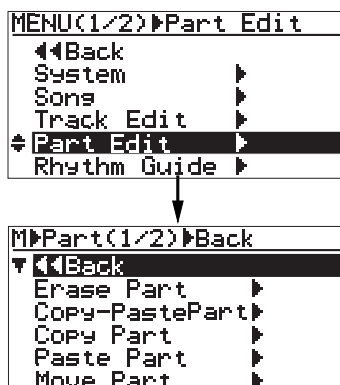 MENU(1/2)▶Part Edit
◀◀Back
System ▶
Song ▶
Track Edit ▶
Part Edit ▶
Rhythm Guide ▶
M▶Part(1/2)▶Back
◀◀Back
Erase Part ▶
Copy-PastePart▶
Copy Part ▶
Paste Part ▶
Move Part ▶